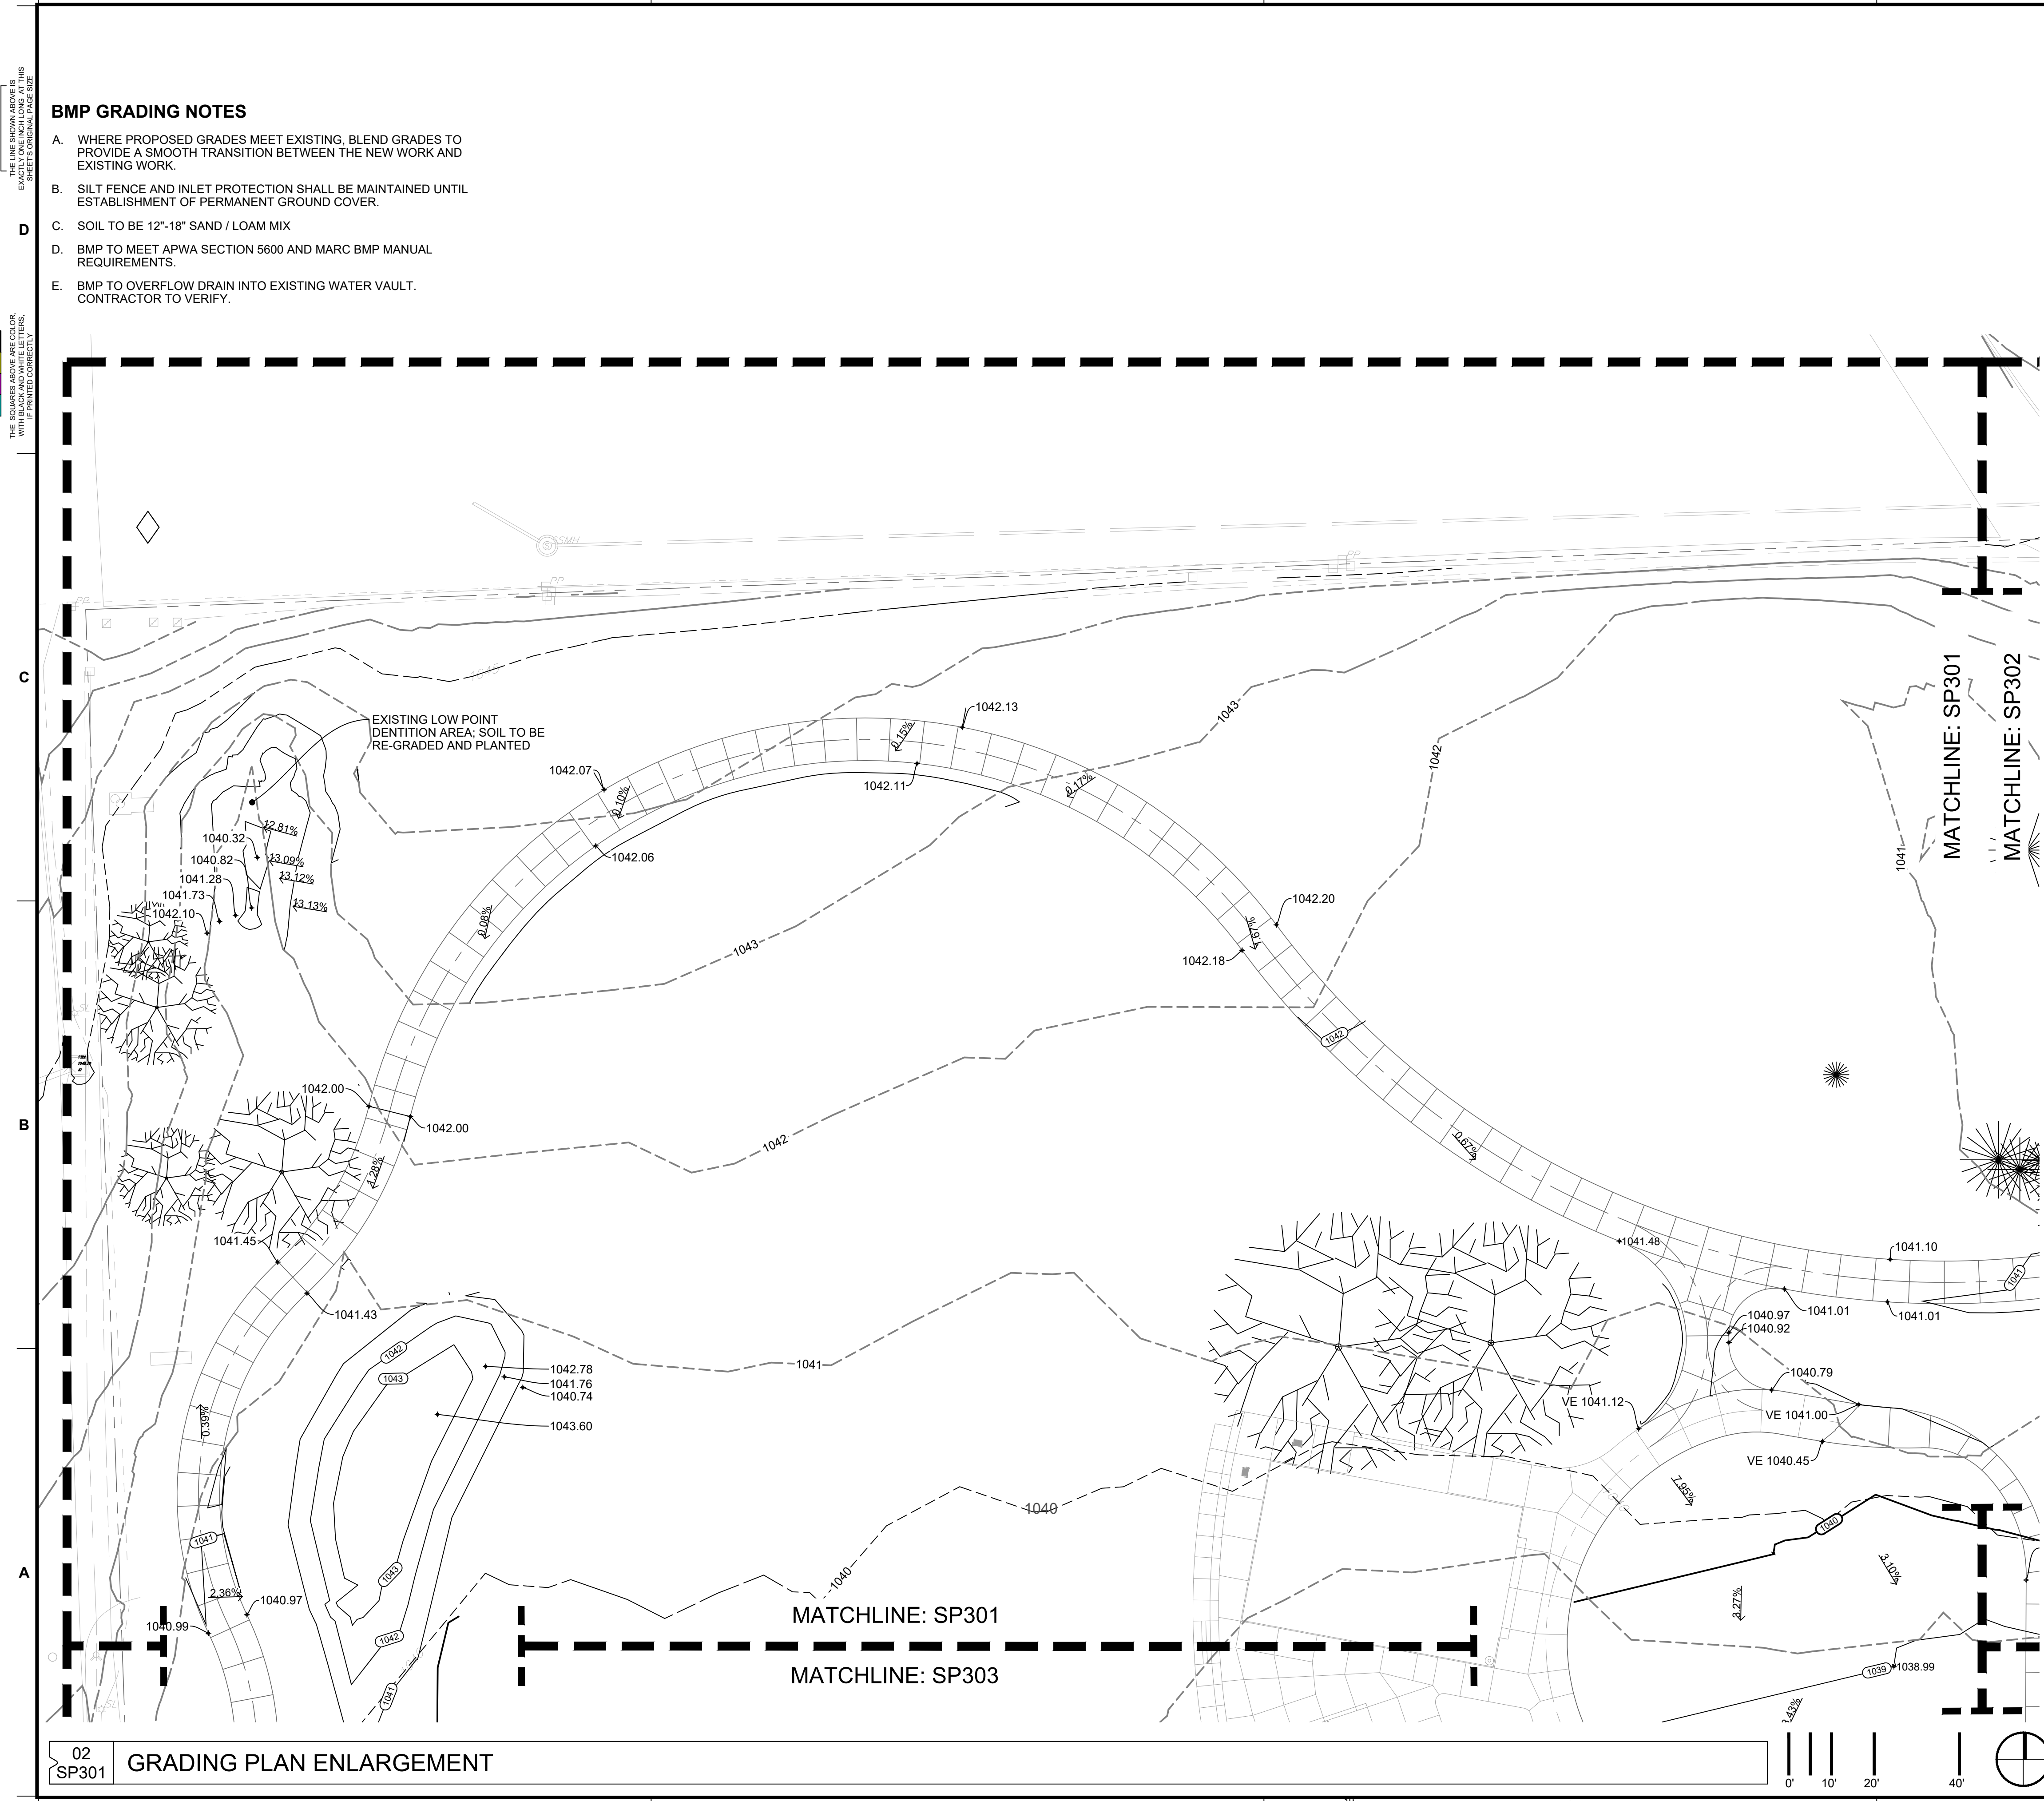 THE LINE SHOWN ABOVE IS
EXACTLY ONE INCH LONG AT THIS
SHEET'S ORIGINAL PAGE SIZE
THE SQUARES ABOVE ARE COLOR,
WITH BLACK AND WHITE LETTERS,
IF PRINTED CORRECTLY
D
C
B
A
BMP GRADING NOTES
A. WHERE PROPOSED GRADES MEET EXISTING, BLEND GRADES TO
PROVIDE A SMOOTH TRANSITION BETWEEN THE NEW WORK AND
EXISTING WORK.
B. SILT FENCE AND INLET PROTECTION SHALL BE MAINTAINED UNTIL
ESTABLISHMENT OF PERMANENT GROUND COVER.
C. SOIL TO BE 12"-18" SAND / LOAM MIX
D. BMP TO MEET APWA SECTION 5600 AND MARC BMP MANUAL
REQUIREMENTS.
E. BMP TO OVERFLOW DRAIN INTO EXISTING WATER VAULT.
CONTRACTOR TO VERIFY.
SSMH
PP
PP
PP
1045
EXISTING LOW POINT
DENTITION AREA; SOIL TO BE
RE-GRADED AND PLANTED
MATCHLINE: SP301
MATCHLINE: SP302
1042.13
0.15%
1043
1042
1042.07
1042.11
0.17%
0.10%
12.81%
1040.32
13.09%
1040.82
13.12%
1041.28
1041.73
13.13%
1042.10
1042.06
1041
1042.20
0.08%
1.67%
1043
1042.18
SL
1042
1042.00
1042.00
1042
0.67%
1.28%
1041.45
1041.48
1041.10
1041
1041.43
1041.01
1041.01
1040.97
1040.92
1042
1041
1042.78
1041.76
1040.74
1043
1040.79
VE 1041.12
VE 1041.00
1043.60
0.39%
VE 1040.45
7.95%
1040
1040
1041
3.10%
1043
1040
2.36%
3.27%
1040.97
1040.99
MATCHLINE: SP301
1042
MATCHLINE: SP303
1039
1038.99
1041
SL
3.43%
02
SP301
GRADING PLAN ENLARGEMENT
0'
10'
20'
40'